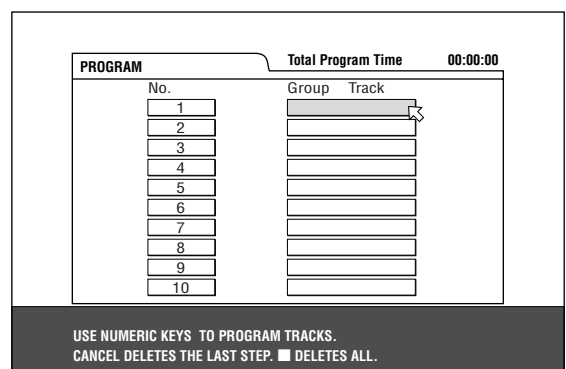 PROGRAM Total Program Time 00:00:00
No. Group Track
1
2
3
4
5
6
7
8
9
10
USE NUMERIC KEYS TO PROGRAM TRACKS.
CANCEL DELETES THE LAST STEP. ■ DELETES ALL.